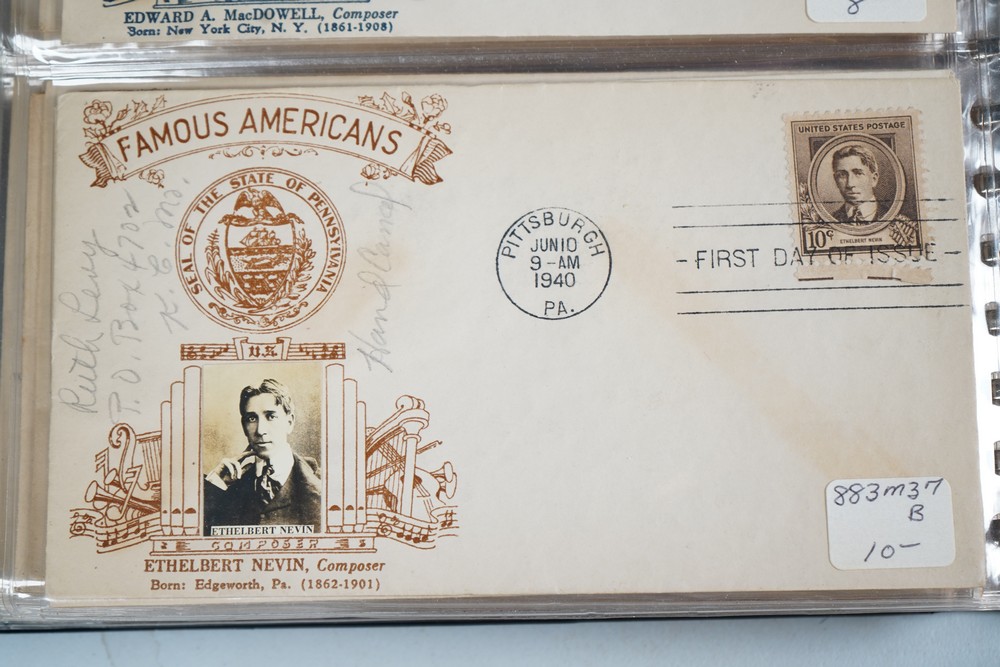 EDWARD A. MacDOWELL, Composer
Born: New York City, N. Y. (1861-1908)
8
FAMOUS AMERICANS
SEAL OF THE STATE OF PENNSYLVANIA
Ruth Levy
P.O. Box 4702
K. C. Mo.
U.S.
ETHELBERT NEVIN
COMPOSER
ETHELBERT NEVIN, Composer
Born: Edgeworth, Pa. (1862-1901)
PITTSBURGH
JUN 10
9-AM
1940
PA.
UNITED STATES POSTAGE
10¢
ETHELBERT NEVIN
FIRST DAY OF ISSUE
883m37
B
10-